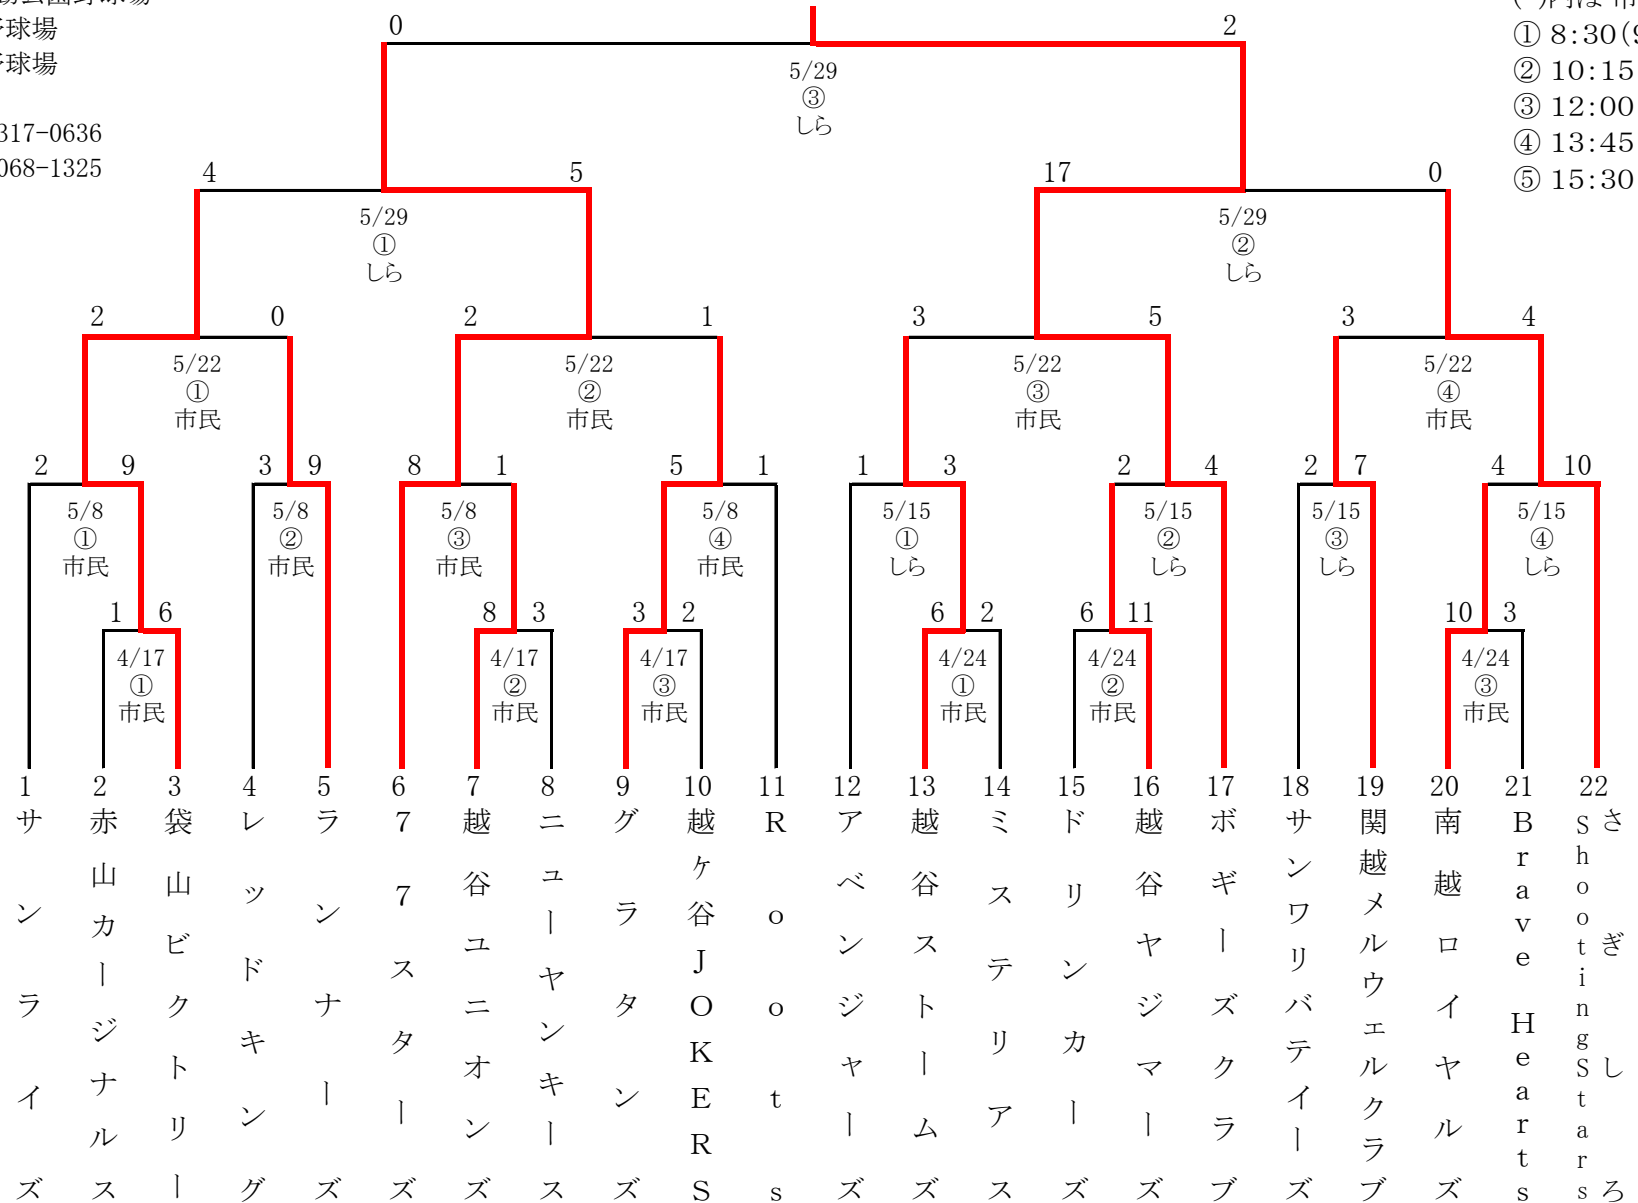 野球場
野球場
317-0636
068-1325
① 8:30(9
② 10:15
③ 12:00
④ 13:45
⑤ 15:30
0 2
5/29
③
しら
4 5 17 0
5/29 5/29
① ②
しら しら
2 0 2 1 3 5 3 4
5/22 5/22 5/22 5/22
① ② ③ ④
市民 市民 市民 市民
2 9 3 9 8 1 5 1 1 3 2 4 2 7 4 10
5/8 5/8 5/8 5/8 5/15 5/15 5/15 5/15
① ② ③ ④ ① ② ③ ④
市民 市民 市民 市民 しら しら しら しら
1 6 8 3 3 2 6 2 6 11 10 3
4/17 4/17 4/17 4/24 4/24 4/24
① ② ③ ① ② ③
市民 市民 市民 市民 市民 市民
1 2 3 4 5 6 7 8 9 10 11 12 13 14 15 16 17 18 19 20 21 22
サンライズ
赤山カージナルス
袋山ビクトリー
レッドキング
ランナーズ
77スターズ
越谷ユニオンズ
ニューヤンキース
グラタンズ
越ケ谷JOKERS
Roots
アベンジャーズ
越谷ストームズ
ミステリアス
ドリンカーズ
越谷ヤジマーズ
ボギーズクラブ
サンワリバテイーズ
関越メルウェルクラブ
南越ロイヤルズ
Brave Hearts
さぎしろ
ShootingStars